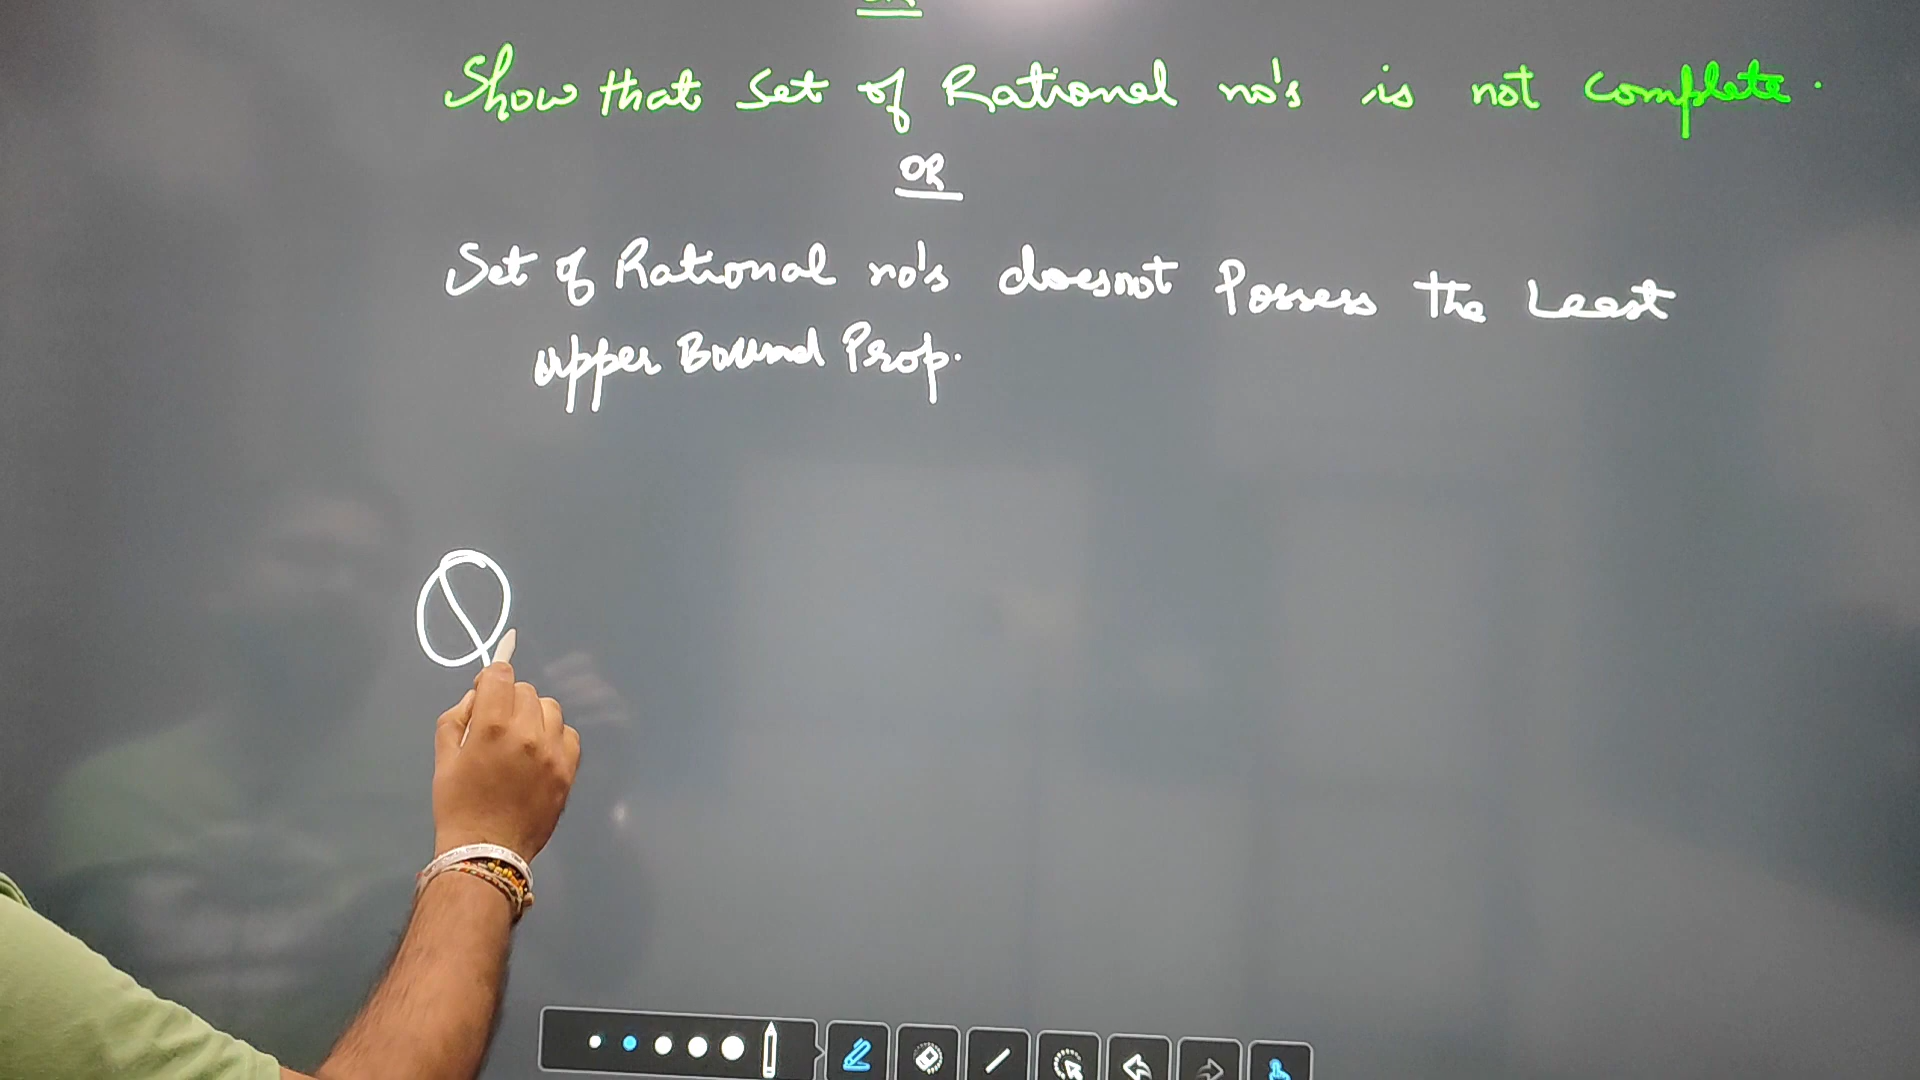 Show that Set of Rational no's is not complete.
OR
Set of Rational no's doesnot Possess the Least
upper Bound Prop.
Q